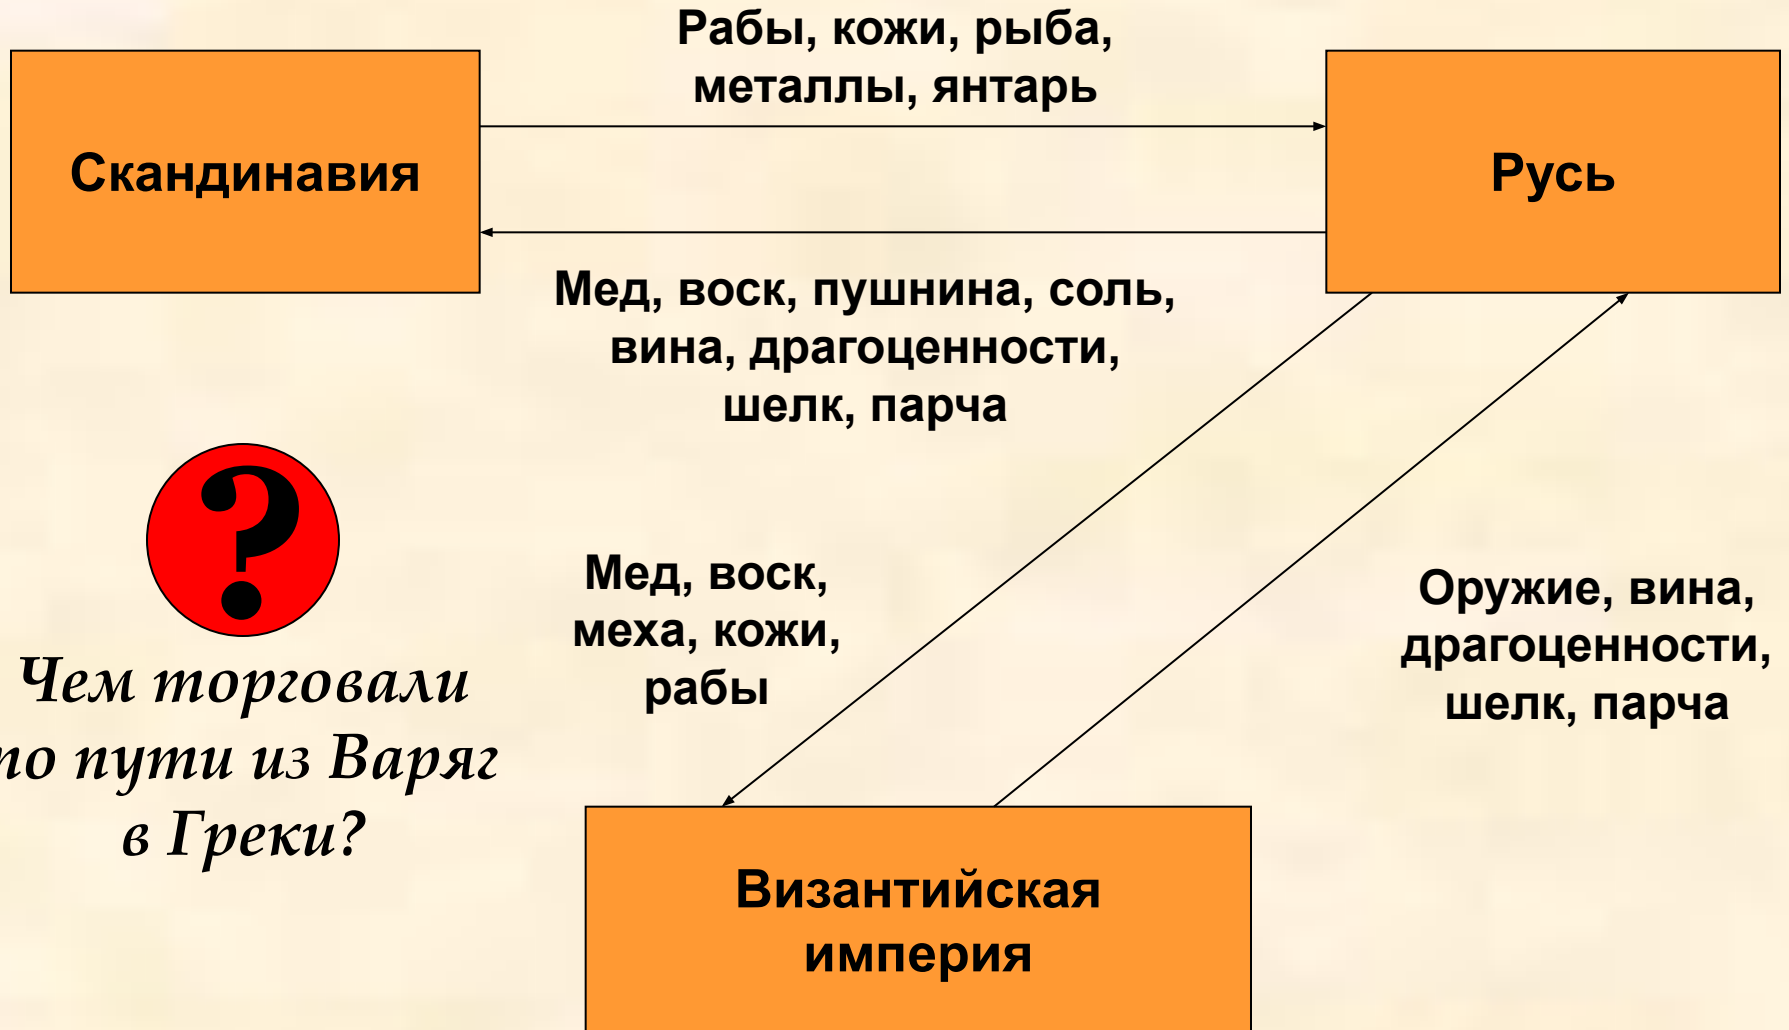 Рабы, кожи, рыба,
металлы, янтарь
Скандинавия
Русь
Мед, воск, пушнина, соль,
вина, драгоценности,
шелк, парча
?
Чем торговали
по пути из Варяг
в Греки?
Мед, воск,
меха, кожи,
рабы
Оружие, вина,
драгоценности,
шелк, парча
Византийская
империя